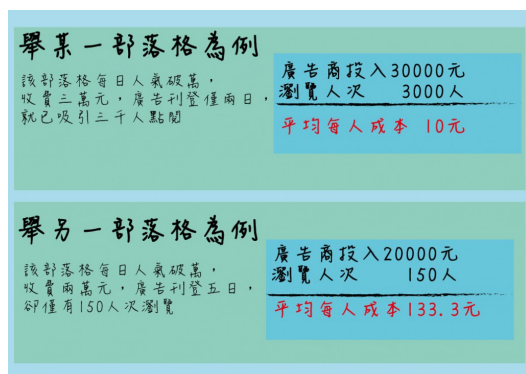 舉某一部落格為例
該部落格每日人氣破萬，
收費三萬元，廣告刊登僅兩日，
就已吸引三千人點閱
廣告商投入30000元
瀏覽人次 3000人
平均每人成本 10元
舉另一部落格為例
該部落格每日人氣破萬，
收費兩萬元，廣告刊登五日，
卻僅有150人次瀏覽
廣告商投入20000元
瀏覽人次 150人
平均每人成本133.3元